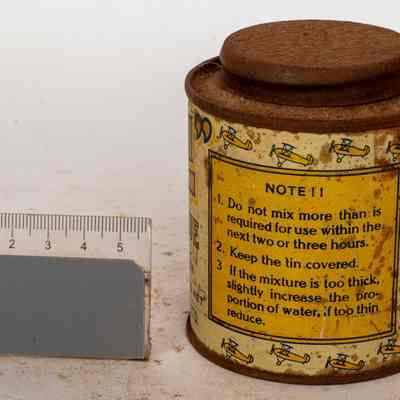 NOTE!!
1. Do not mix more than is
required for use within the
next two or three hours.
2. Keep the tin covered.
3 If the mixture is too thick,
slightly increase the pro-
portion of water, if too thin
reduce.
2 3 4 5